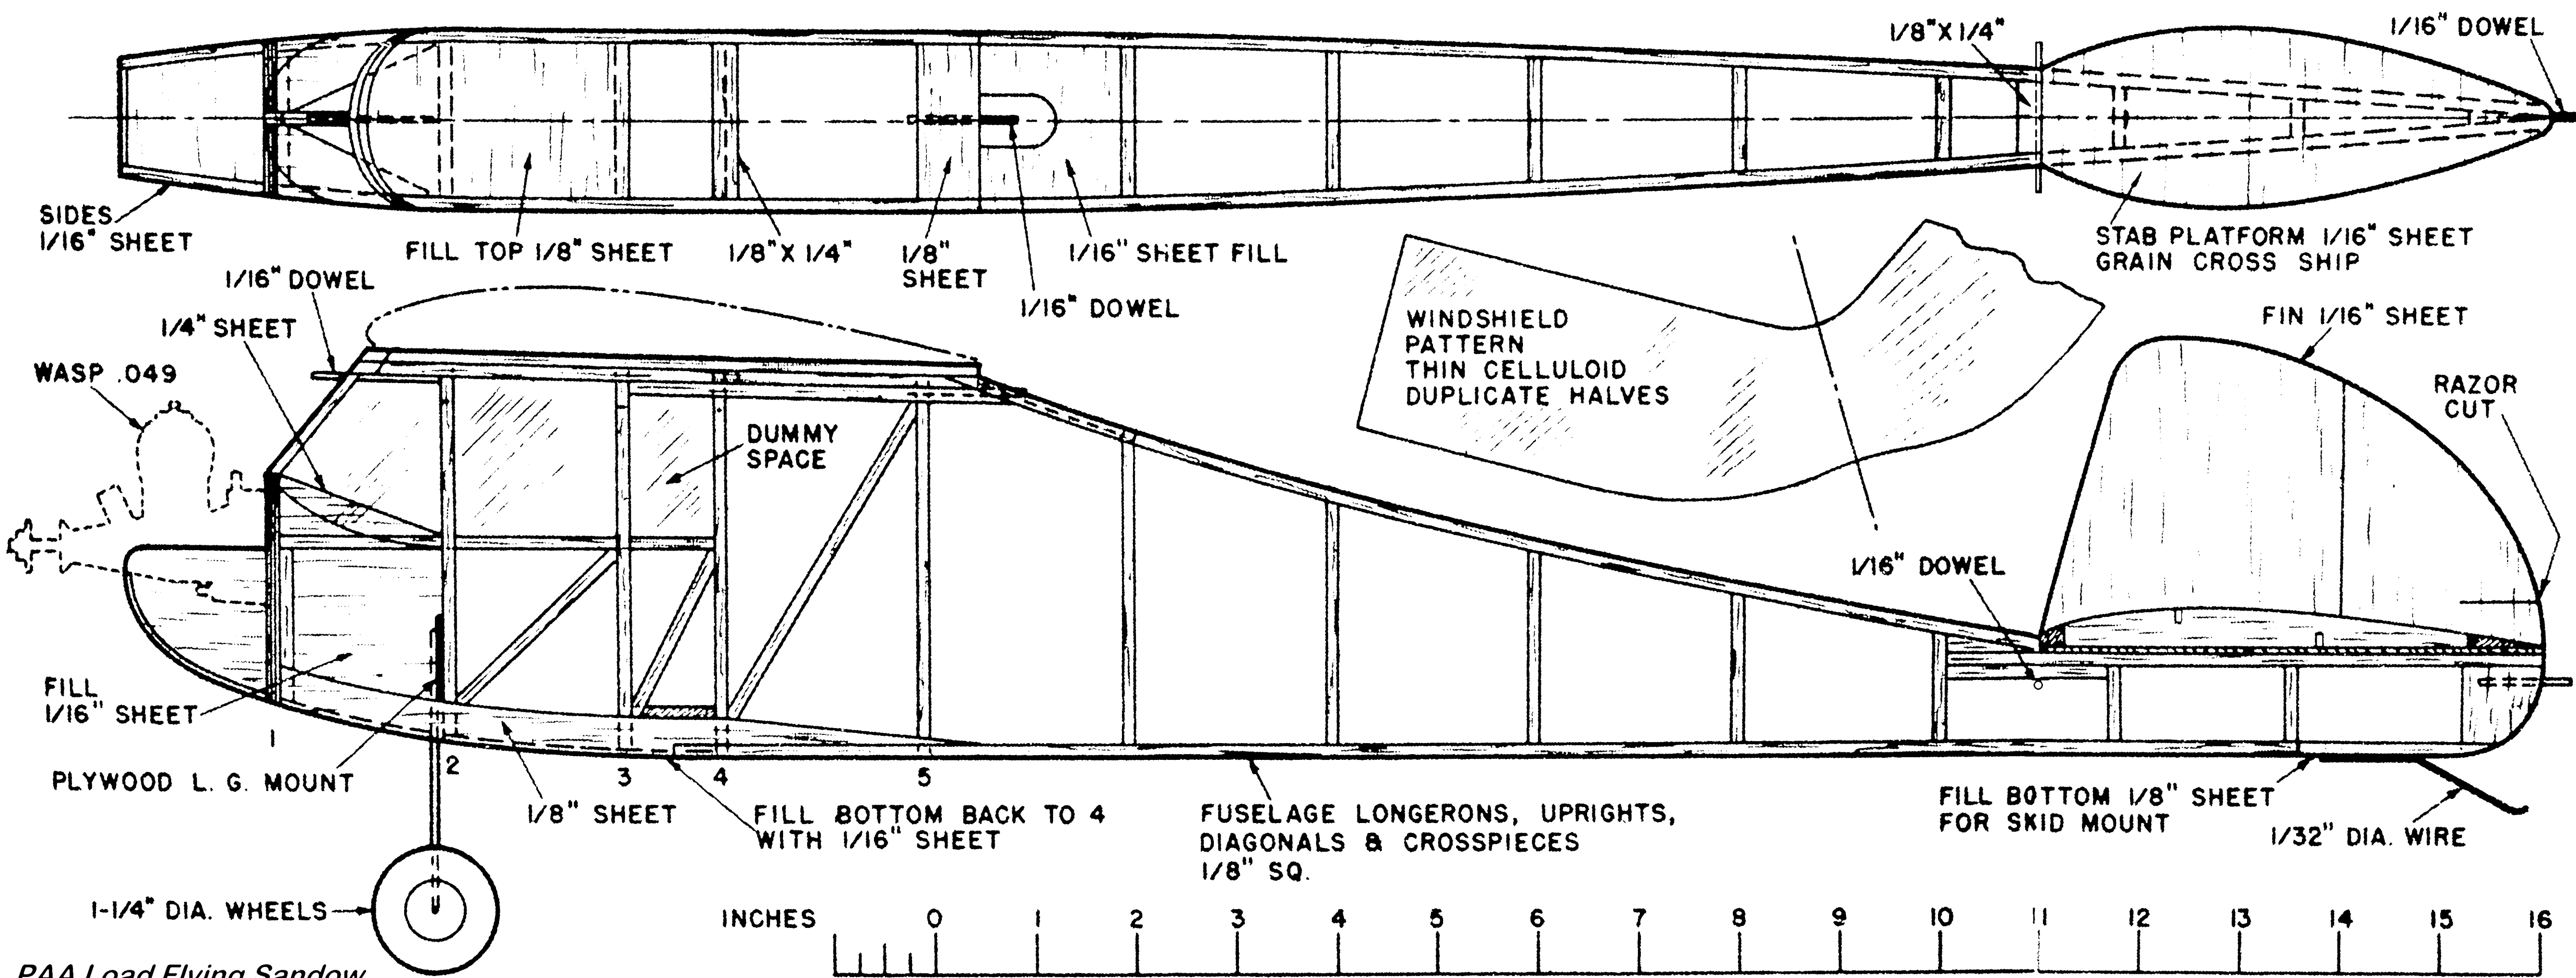 1/8" X 1/4"
1/16" DOWEL
SIDES
1/16" SHEET
FILL TOP 1/8" SHEET
1/8" X 1/4"
1/8"
SHEET
1/16" SHEET FILL
1/16" DOWEL
STAB PLATFORM 1/16" SHEET
GRAIN CROSS SHIP
1/16" DOWEL
1/4" SHEET
WASP .049
DUMMY
SPACE
WINDSHIELD
PATTERN
THIN CELLULOID
DUPLICATE HALVES
FIN 1/16" SHEET
RAZOR
CUT
1/16" DOWEL
FILL
1/16" SHEET
PLYWOOD L. G. MOUNT
1
2
3
4
5
1/8" SHEET
FILL BOTTOM BACK TO 4
WITH 1/16" SHEET
FUSELAGE LONGERONS, UPRIGHTS,
DIAGONALS & CROSSPIECES
1/8" SQ.
FILL BOTTOM 1/8" SHEET
FOR SKID MOUNT
1/32" DIA. WIRE
1-1/4" DIA. WHEELS
INCHES 0 1 2 3 4 5 6 7 8 9 10 11 12 13 14 15 16
PAA Load Flying Sandow